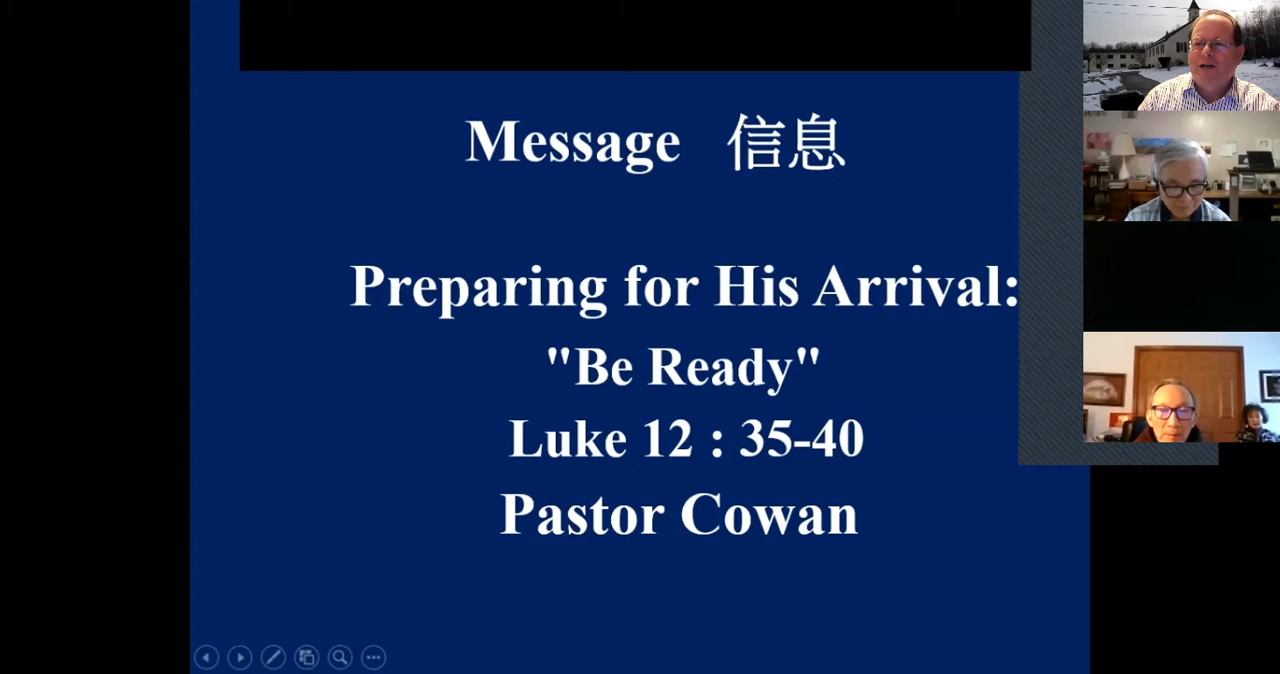 Message 信息
Preparing for His Arrival:
"Be Ready"
Luke 12 : 35-40
Pastor Cowan